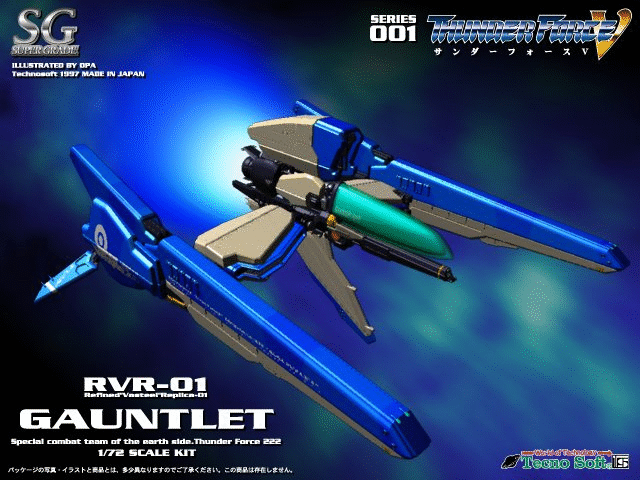 SG
SUPER GRADE
ILLUSTRATED BY OPA
Technosoft 1997 MADE IN JAPAN
SERIES
001
THUNDER FORCE V
サンダーフォースV
RVR-01
Refined"Vasteel"Replica-01
GAUNTLET
Special combat team of the earth side.Thunder Force 222
1/72 SCALE KIT
パッケージの写真・イラストと商品とは、多少異なりますのでご了承ください。この商品は存在しません。
World of Technology
Tecno Soft